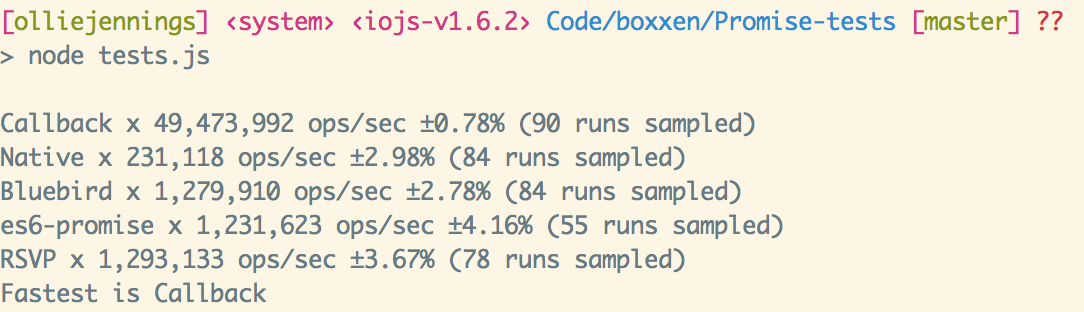 [olliejennings] <system> <iojs-v1.6.2> Code/boxxen/Promise-tests [master] ??
> node tests.js
Callback x 49,473,992 ops/sec ±0.78% (90 runs sampled)
Native x 231,118 ops/sec ±2.98% (84 runs sampled)
Bluebird x 1,279,910 ops/sec ±2.78% (84 runs sampled)
es6-promise x 1,231,623 ops/sec ±4.16% (55 runs sampled)
RSVP x 1,293,133 ops/sec ±3.67% (78 runs sampled)
Fastest is Callback